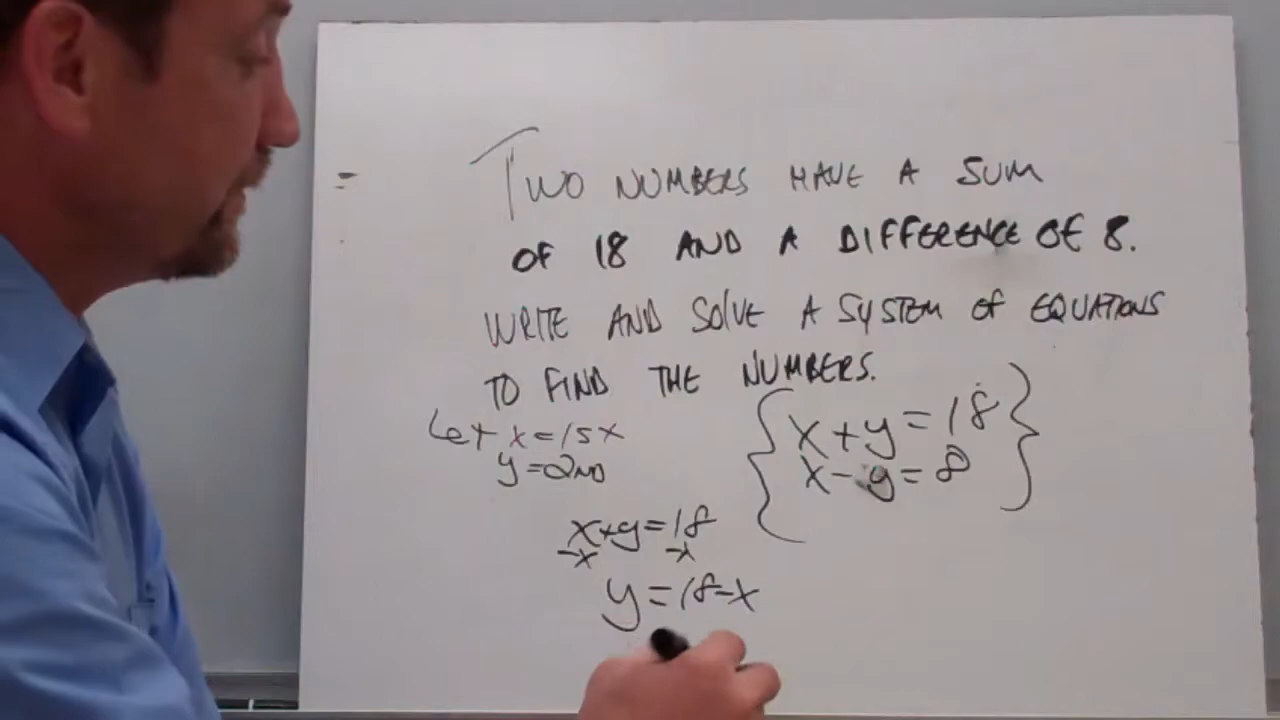 TWO NUMBERS HAVE A SUM
OF 18 AND A DIFFERENCE OF 8.
WRITE AND SOLVE A SYSTEM OF EQUATIONS
TO FIND THE NUMBERS.
Let x=1st
y=2ND
x+y=18
x-y=8
x+y=18
-x -x
y=18-x